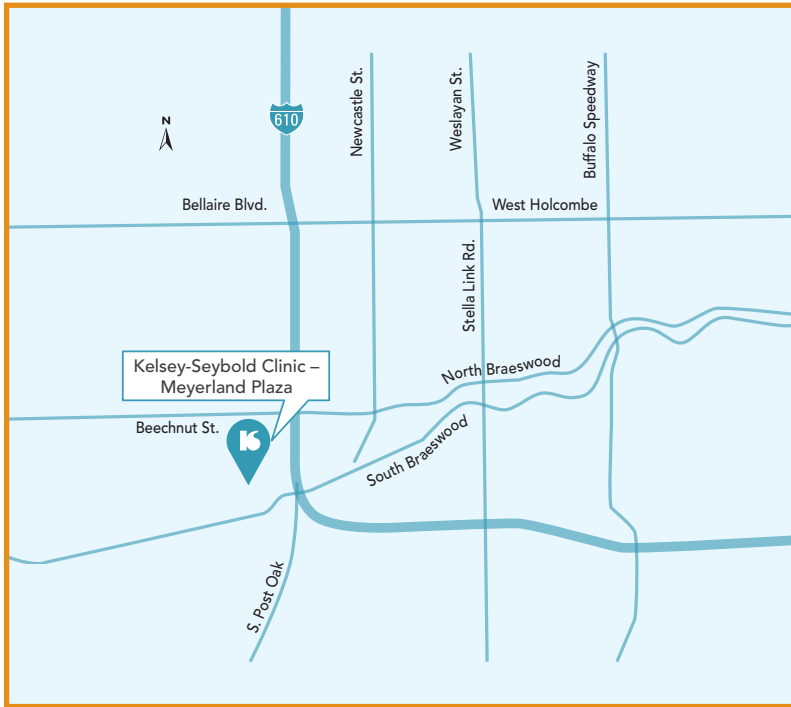 N
610
Newcastle St.
Weslayan St.
Buffalo Speedway
Bellaire Blvd.
West Holcombe
Stella Link Rd.
Kelsey-Seybold Clinic –
Meyerland Plaza
North Braeswood
Beechnut St.
KS
South Braeswood
S. Post Oak